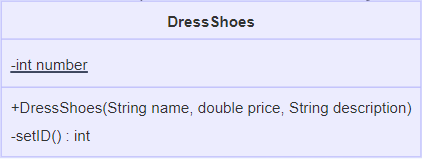 DressShoes
-int number
+DressShoes(String name, double price, String description)
-setID() : int